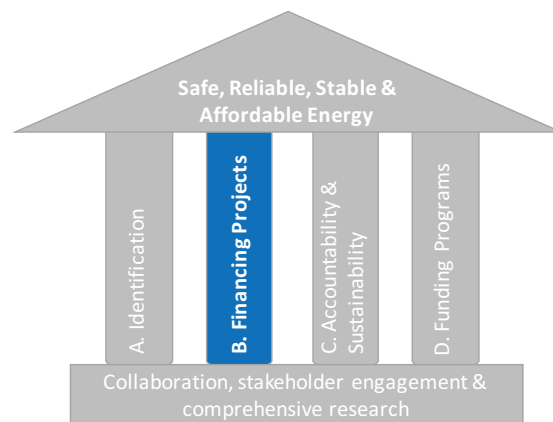 Safe, Reliable, Stable &
Affordable Energy
A. Identification
B. Financing Projects
C. Accountability &
Sustainability
D. Funding Programs
Collaboration, stakeholder engagement &
comprehensive research